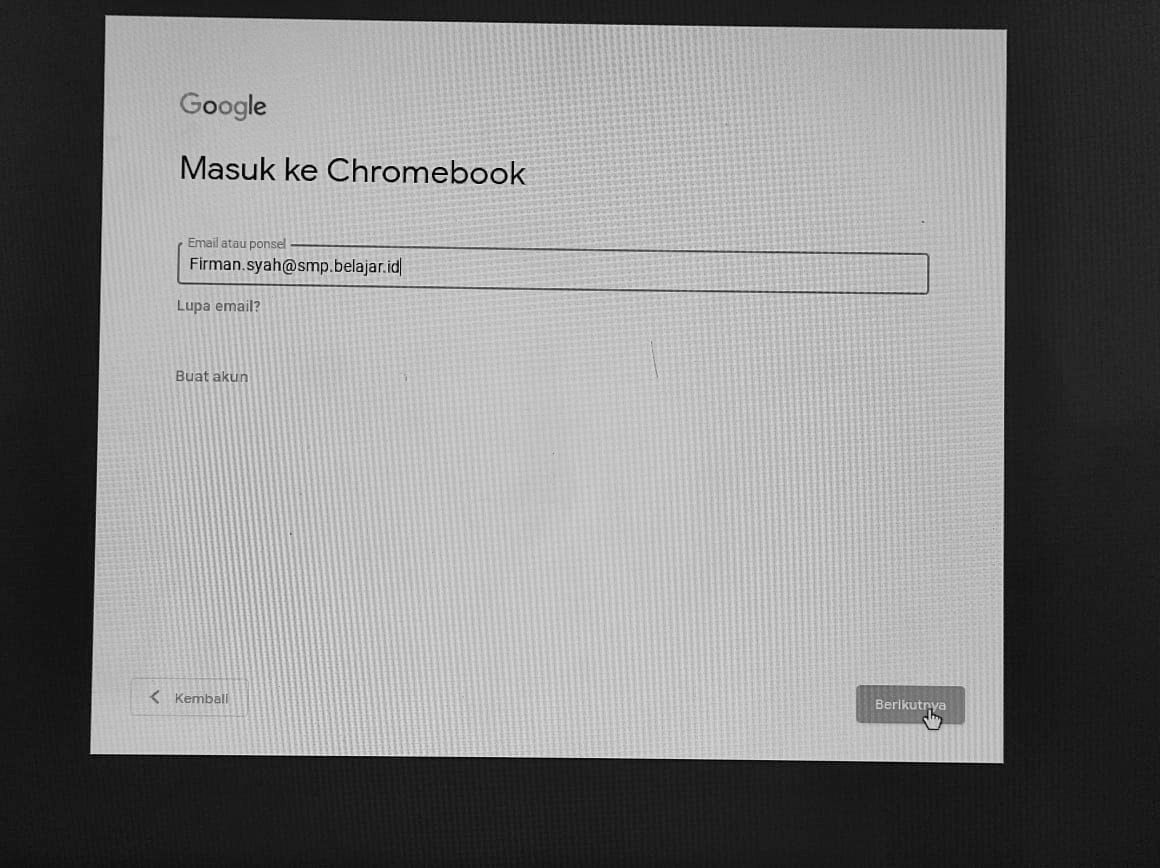 Google
Masuk ke Chromebook
Email atau ponsel
Firman.syah@smp.belajar.id
Lupa email?
Buat akun
Kembali
Berikutnya